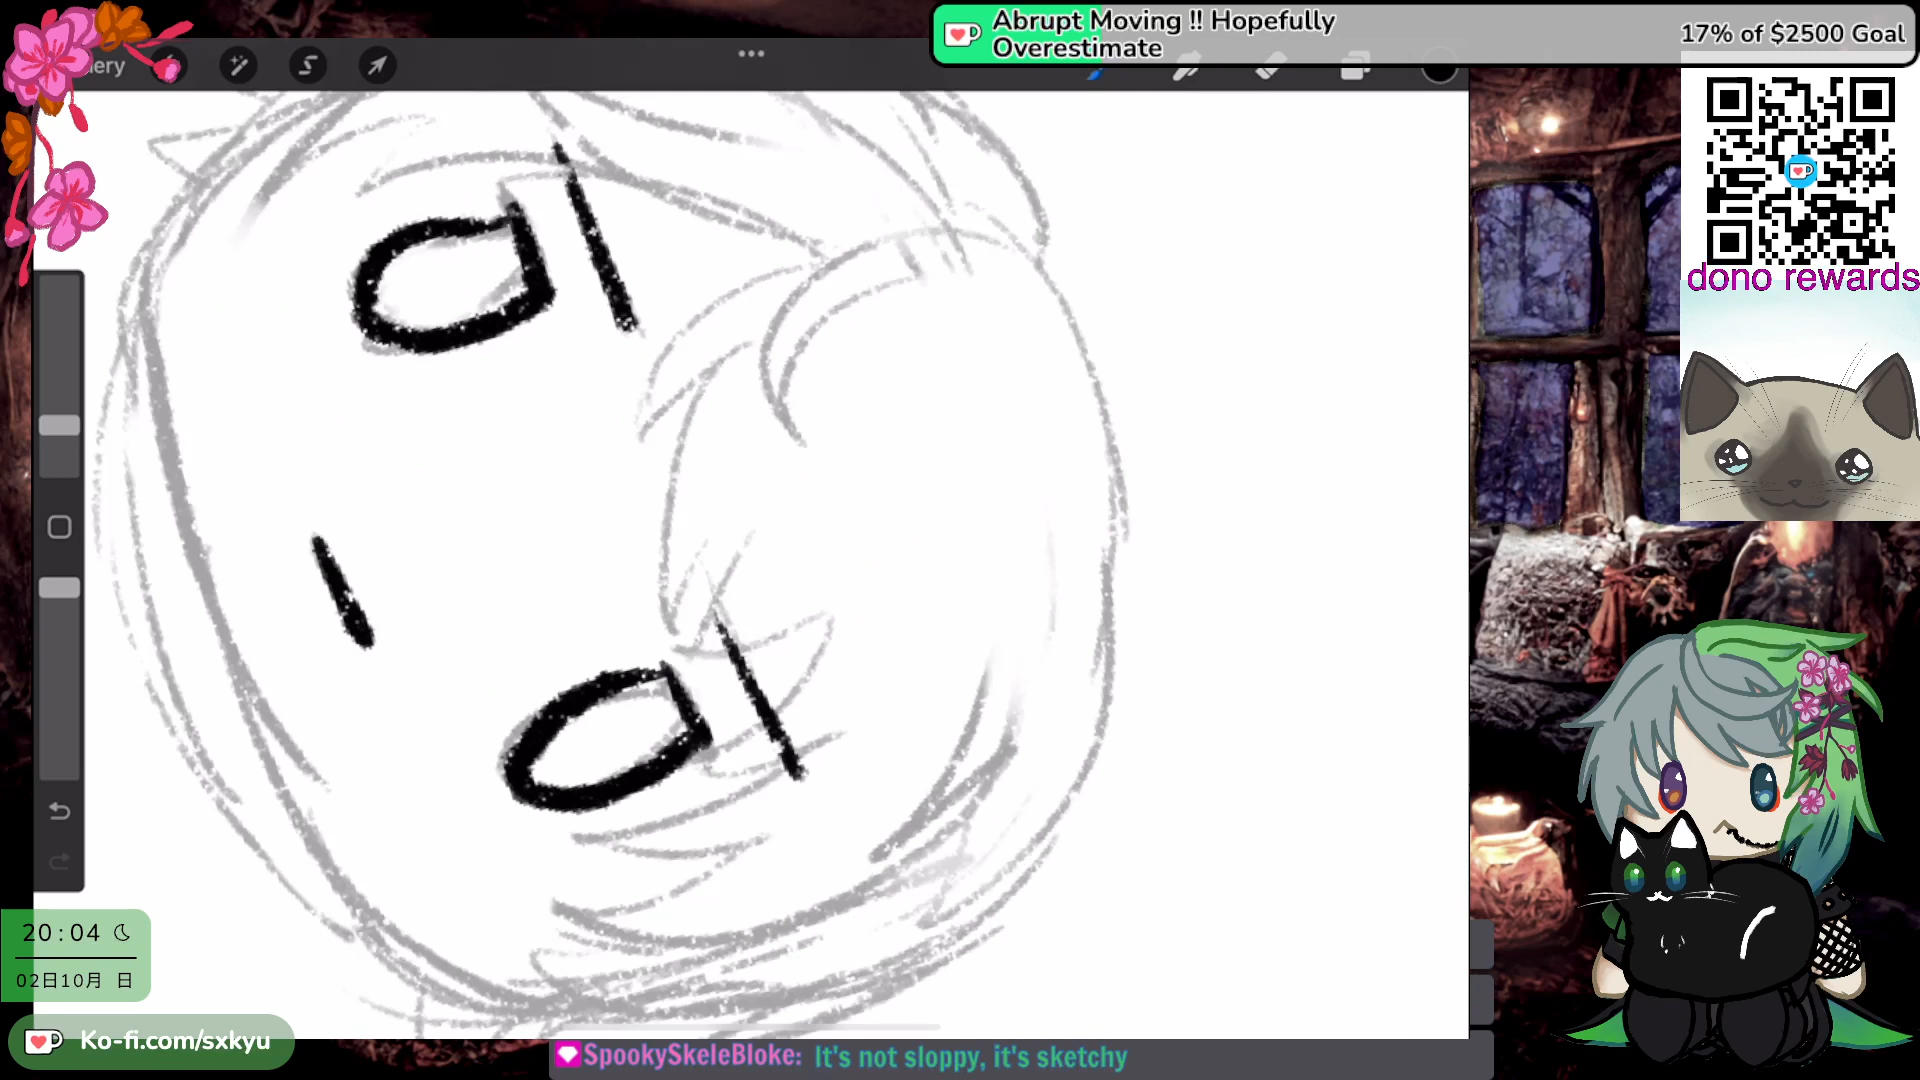 Abrupt Moving !! Hopefully
Overestimate
17% of $2500 Goal
ery
dono rewards
20:04
02日10月 日
Ko-fi.com/sxkyu
SpookySkeleBloke: It's not sloppy, it's sketchy